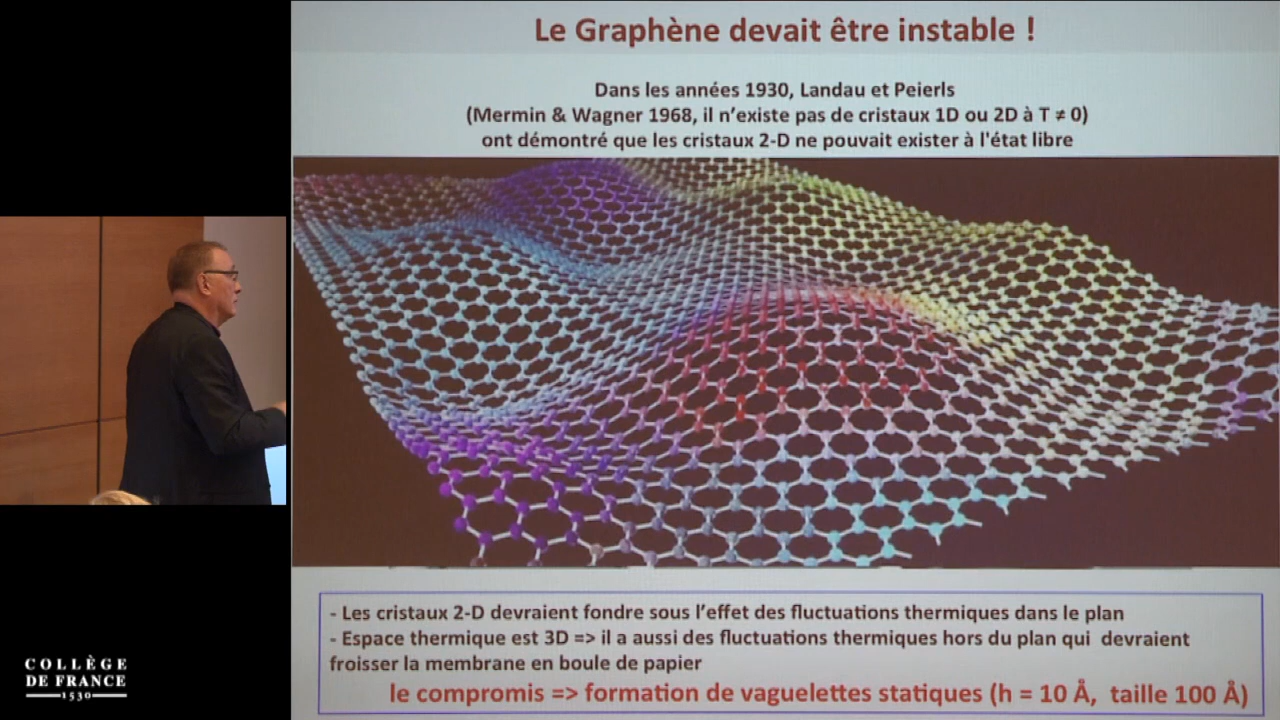 Le Graphène devait être instable !
Dans les années 1930, Landau et Peierls
(Mermin & Wagner 1968, il n'existe pas de cristaux 1D ou 2D à T ≠ 0)
ont démontré que les cristaux 2-D ne pouvait exister à l'état libre
- Les cristaux 2-D devraient fondre sous l'effet des fluctuations thermiques dans le plan
- Espace thermique est 3D => il a aussi des fluctuations thermiques hors du plan qui devraient
froisser la membrane en boule de papier
le compromis => formation de vaguelettes statiques (h = 10 Å, taille 100 Å)
COLLÈGE
DE FRANCE
1530